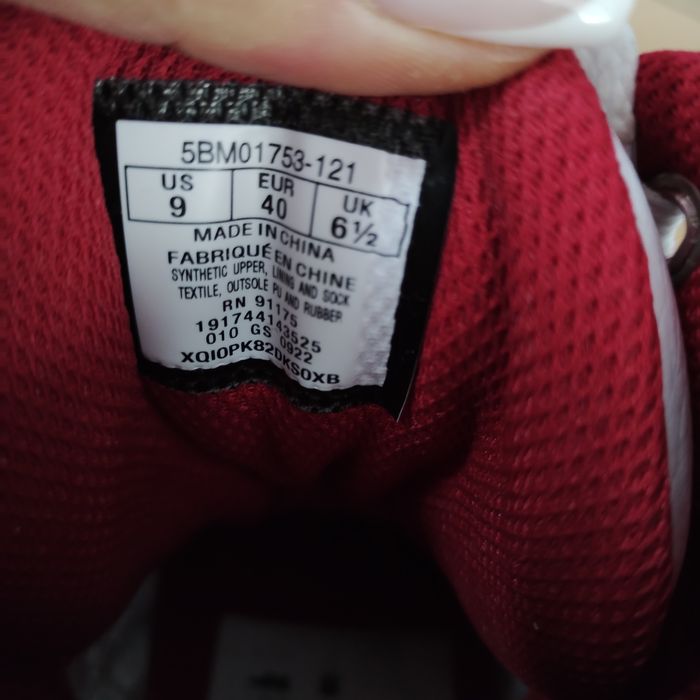 5BM01753-121
US EUR UK
9 40 6½
MADE IN CHINA
FABRIQUÉ EN CHINE
SYNTHETIC UPPER, LINING AND SOCK
TEXTILE, OUTSOLE PU AND RUBBER
RN 91175
191744143525
010 GS 0922
XQI0PK82DKS0XB